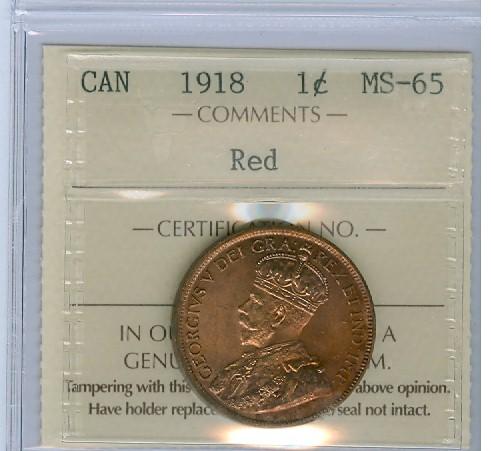 CAN 1918 1¢ MS-65
— COMMENTS —
Red
— CERTIFIC NO. —
IN O A
GENU M.
Tampering with this above opinion.
Have holder replace seal not intact.
GEORGIVS V DEI GRA: REX ET IND: IMP: